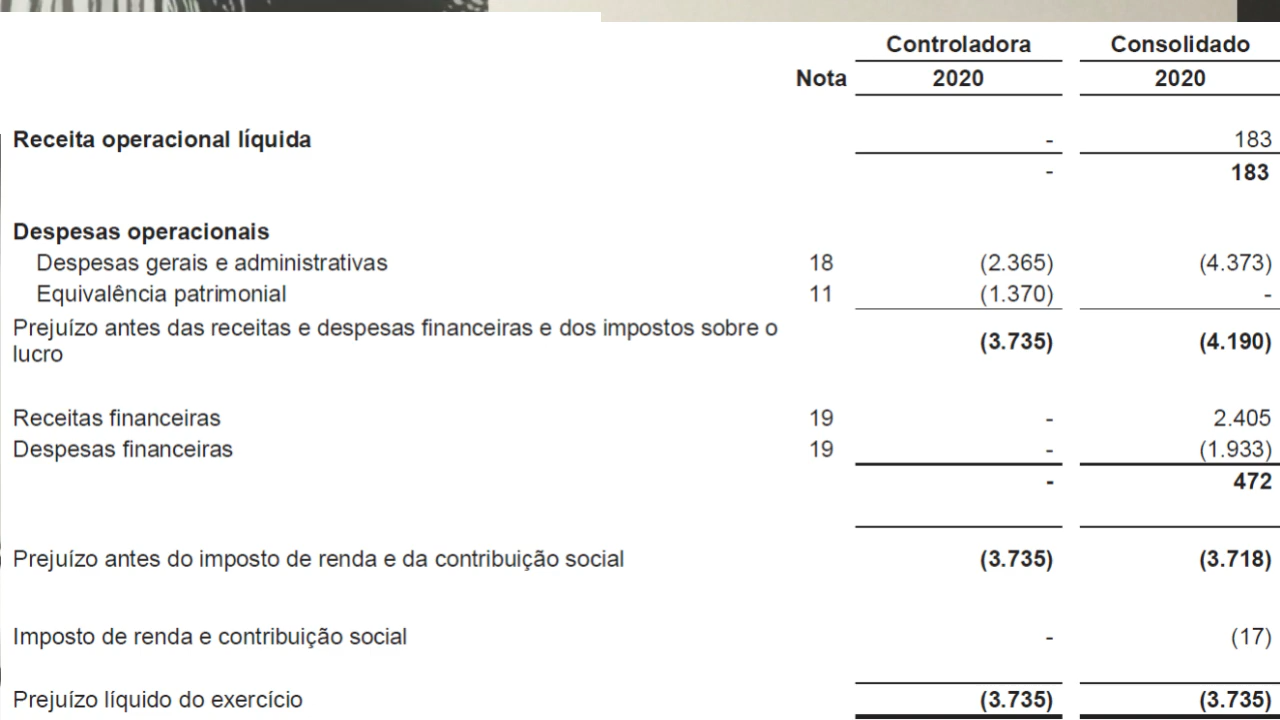 Controladora Consolidado
Nota 2020 2020
Receita operacional líquida - 183
- 183
Despesas operacionais
Despesas gerais e administrativas 18 (2.365) (4.373)
Equivalência patrimonial 11 (1.370) -
Prejuízo antes das receitas e despesas financeiras e dos impostos sobre o
lucro (3.735) (4.190)
Receitas financeiras 19 - 2.405
Despesas financeiras 19 - (1.933)
- 472
Prejuízo antes do imposto de renda e da contribuição social (3.735) (3.718)
Imposto de renda e contribuição social - (17)
Prejuízo líquido do exercício (3.735) (3.735)